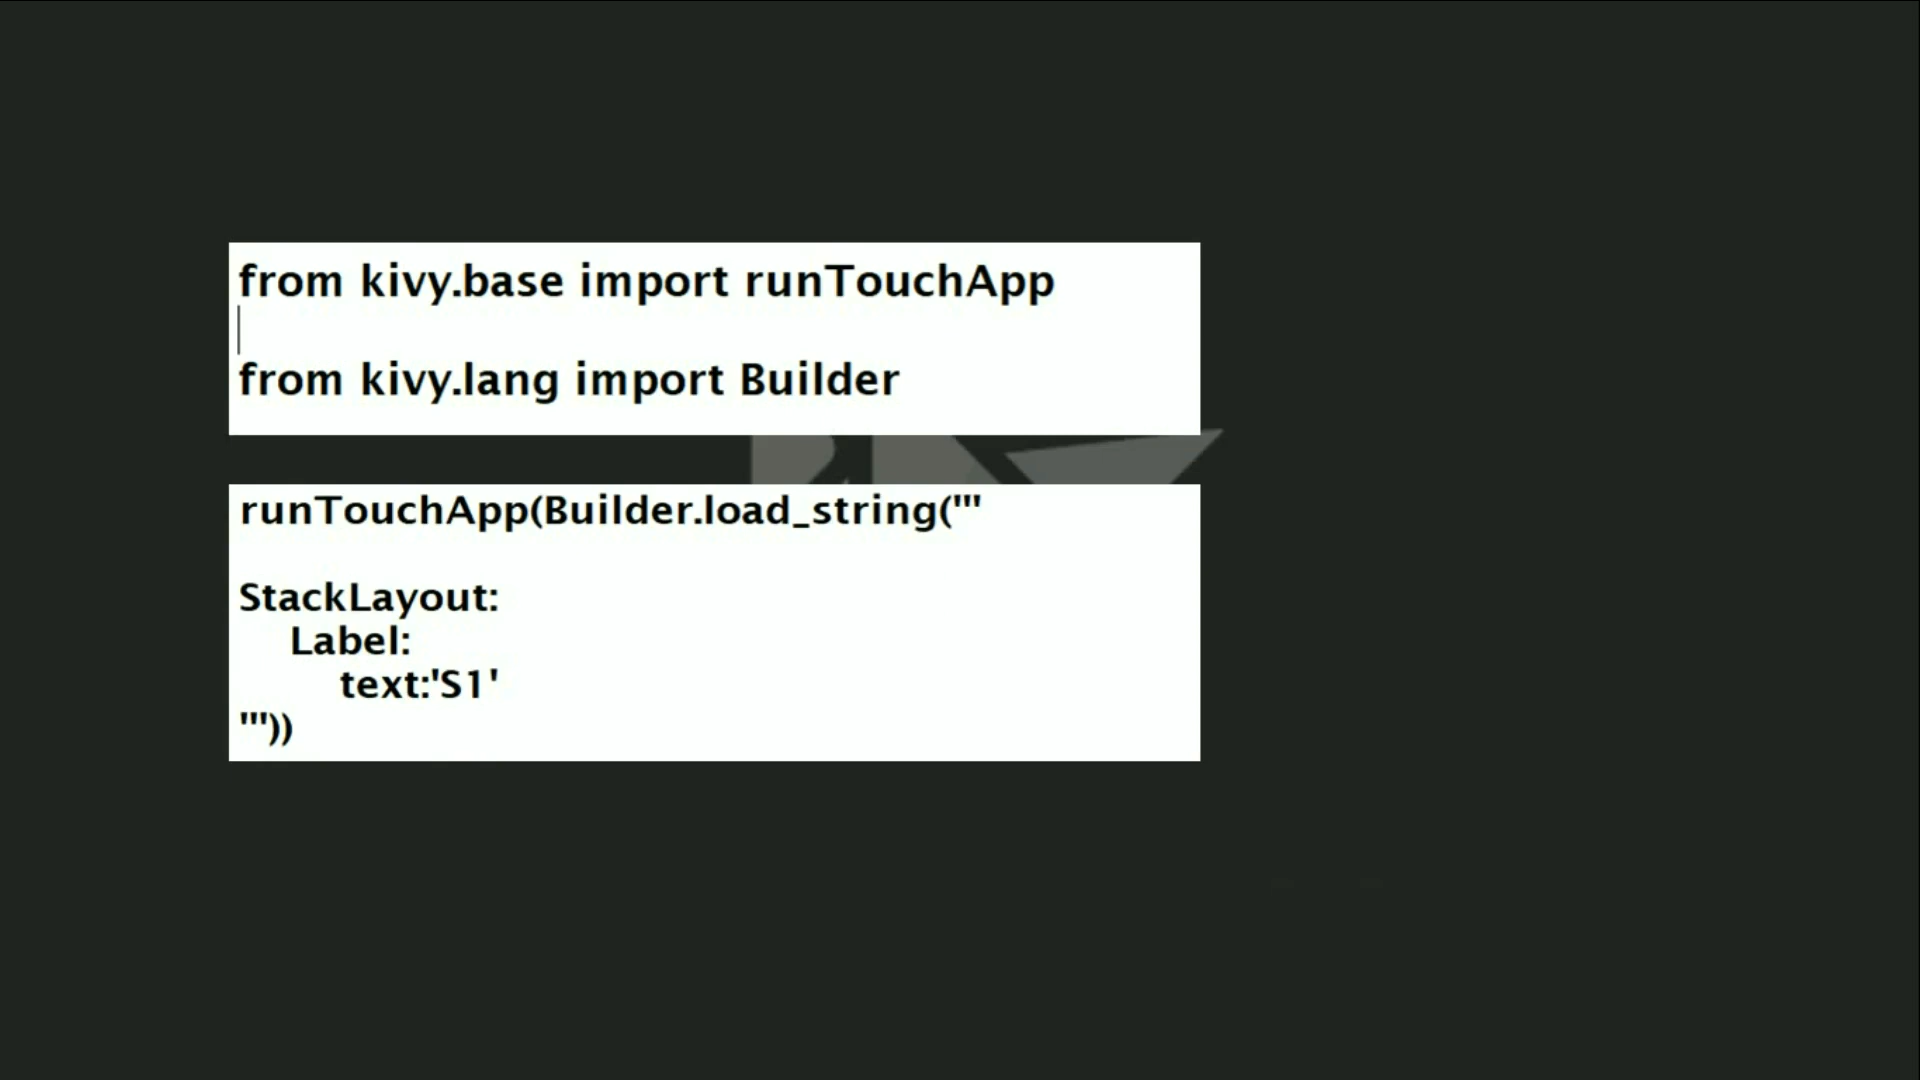 from kivy.base import runTouchApp
from kivy.lang import Builder
runTouchApp(Builder.load_string('''
StackLayout:
Label:
text:'S1'
'''))